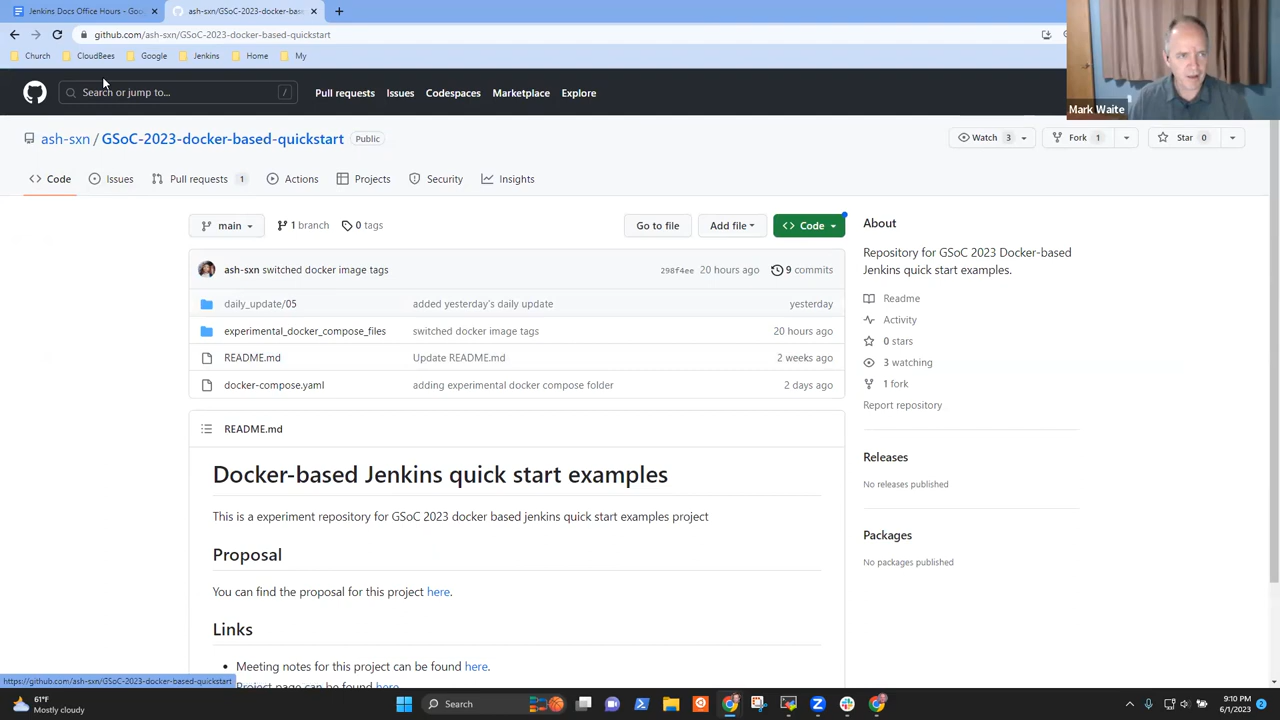 Jenkins Docs Office Hours - Goo
ash-sxn/GSoC-2023-docker-base
github.com/ash-sxn/GSoC-2023-docker-based-quickstart
Church
CloudBees
Google
Jenkins
Home
My
Search or jump to...
/
Pull requests
Issues
Codespaces
Marketplace
Explore
Mark Waite
ash-sxn / GSoC-2023-docker-based-quickstart
Public
Watch 3
Fork 1
Star 0
Code
Issues
Pull requests 1
Actions
Projects
Security
Insights
main
1 branch
0 tags
Go to file
Add file
Code
ash-sxn switched docker image tags
298f4ee 20 hours ago
9 commits
daily_update/05
added yesterday's daily update
yesterday
experimental_docker_compose_files
switched docker image tags
20 hours ago
README.md
Update README.md
2 weeks ago
docker-compose.yaml
adding experimental docker compose folder
2 days ago
README.md
Docker-based Jenkins quick start examples
This is a experiment repository for GSoC 2023 docker based jenkins quick start examples project
Proposal
You can find the proposal for this project here.
Links
Meeting notes for this project can be found here.
Project page can be found here.
About
Repository for GSoC 2023 Docker-based
Jenkins quick start examples.
Readme
Activity
0 stars
3 watching
1 fork
Report repository
Releases
No releases published
Packages
No packages published
https://github.com/ash-sxn/GSoC-2023-docker-based-quickstart
61°F
Mostly cloudy
Search
9:10 PM
6/1/2023
2